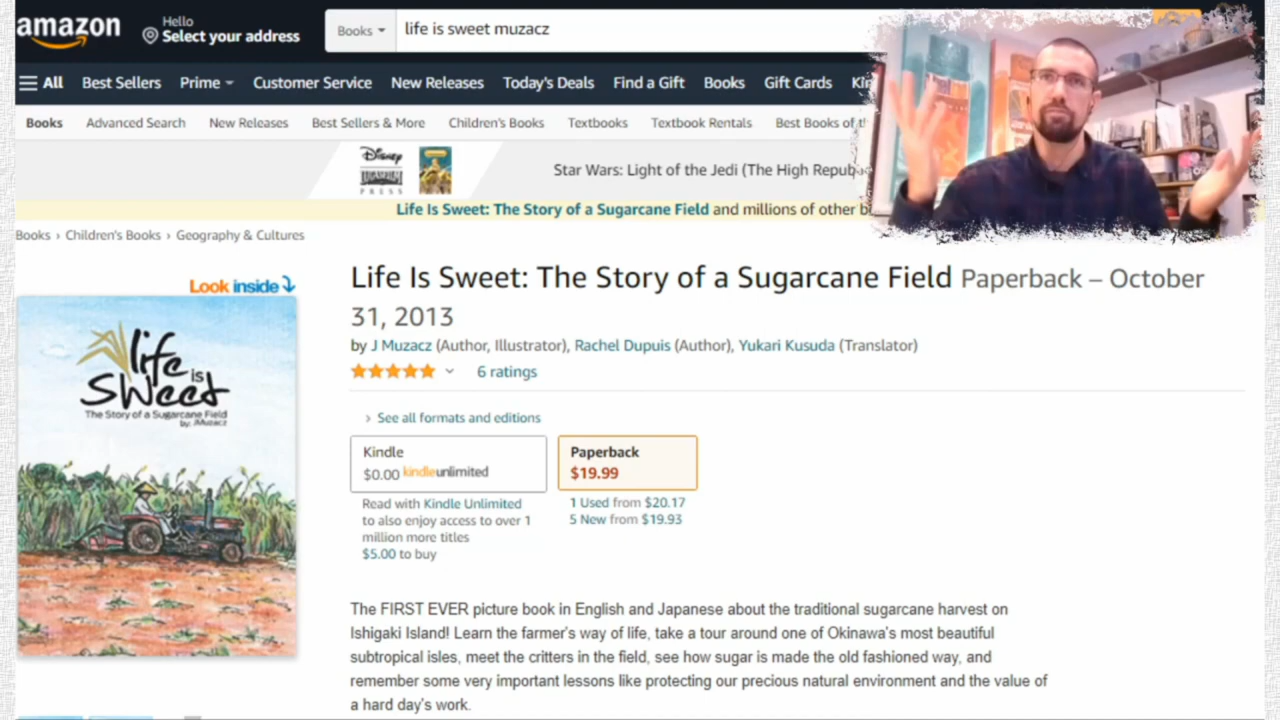 amazon
Hello
Select your address
Books
life is sweet muzacz
All Best Sellers Prime Customer Service New Releases Today's Deals Find a Gift Books Gift Cards
Books Advanced Search New Releases Best Sellers & More Children's Books Textbooks Textbook Rentals Best Books of
Disney
LUCASFILM
PRESS
Star Wars: Light of the Jedi (The High
Life Is Sweet: The Story of a Sugarcane Field and millions of other
Books › Children's Books › Geography & Cultures
Look inside
life is sweet
The Story of a Sugarcane Field
by: JMuzacz
Life Is Sweet: The Story of a Sugarcane Field Paperback – October
31, 2013
by J Muzacz (Author, Illustrator), Rachel Dupuis (Author), Yukari Kusuda (Translator)
6 ratings
› See all formats and editions
Kindle
$0.00 kindleunlimited
Paperback
$19.99
Read with Kindle Unlimited
to also enjoy access to over 1
million more titles
$5.00 to buy
1 Used from $20.17
5 New from $19.93
The FIRST EVER picture book in English and Japanese about the traditional sugarcane harvest on
Ishigaki Island! Learn the farmer's way of life, take a tour around one of Okinawa's most beautiful
subtropical isles, meet the critters in the field, see how sugar is made the old fashioned way, and
remember some very important lessons like protecting our precious natural environment and the value of
a hard day's work.